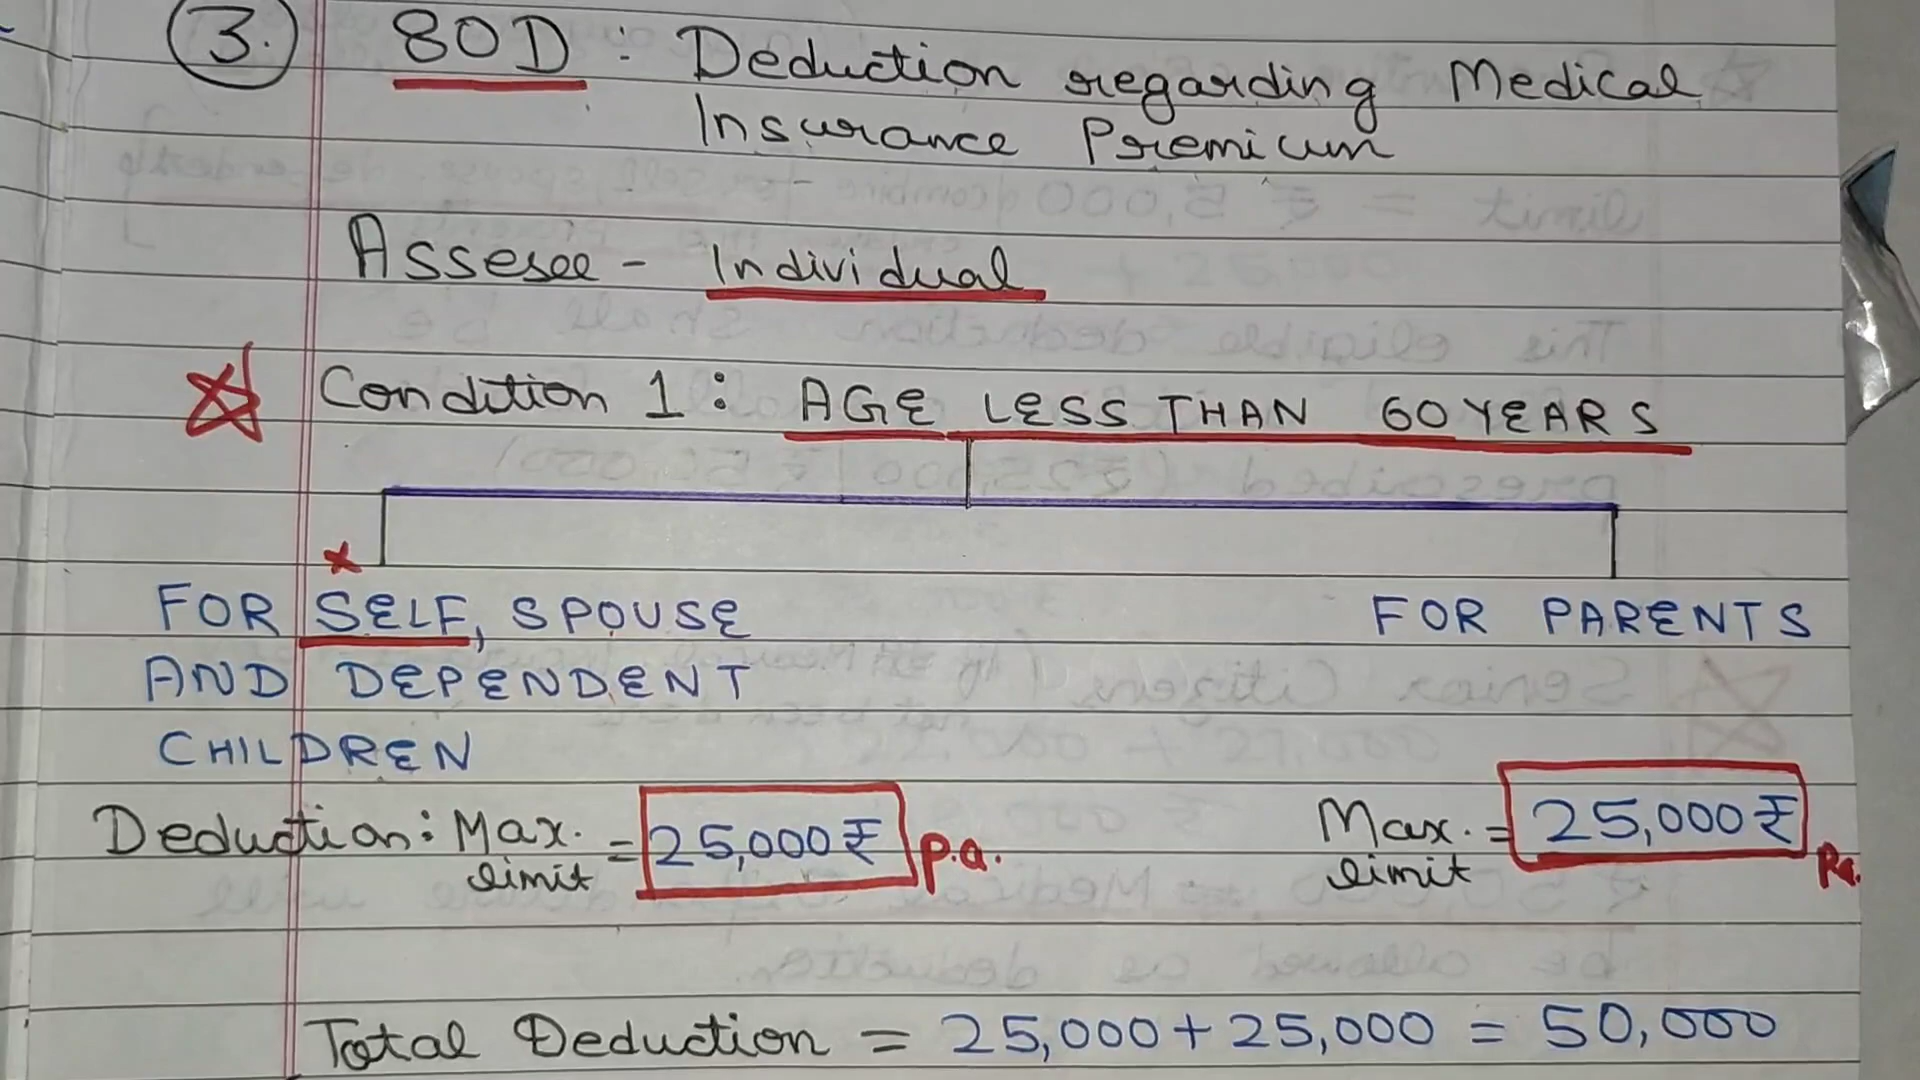 3. 80D : Deduction regarding Medical
Insurance Premium
Assesee - Individual
Condition 1 : AGE LESS THAN 60 YEARS
FOR SELF, SPOUSE
AND DEPENDENT
CHILDREN
FOR PARENTS
Deduction : Max. limit = 25,000 ₹ p.a.
Max. limit = 25,000 ₹ P.a.
Total Deduction = 25,000 + 25,000 = 50,000